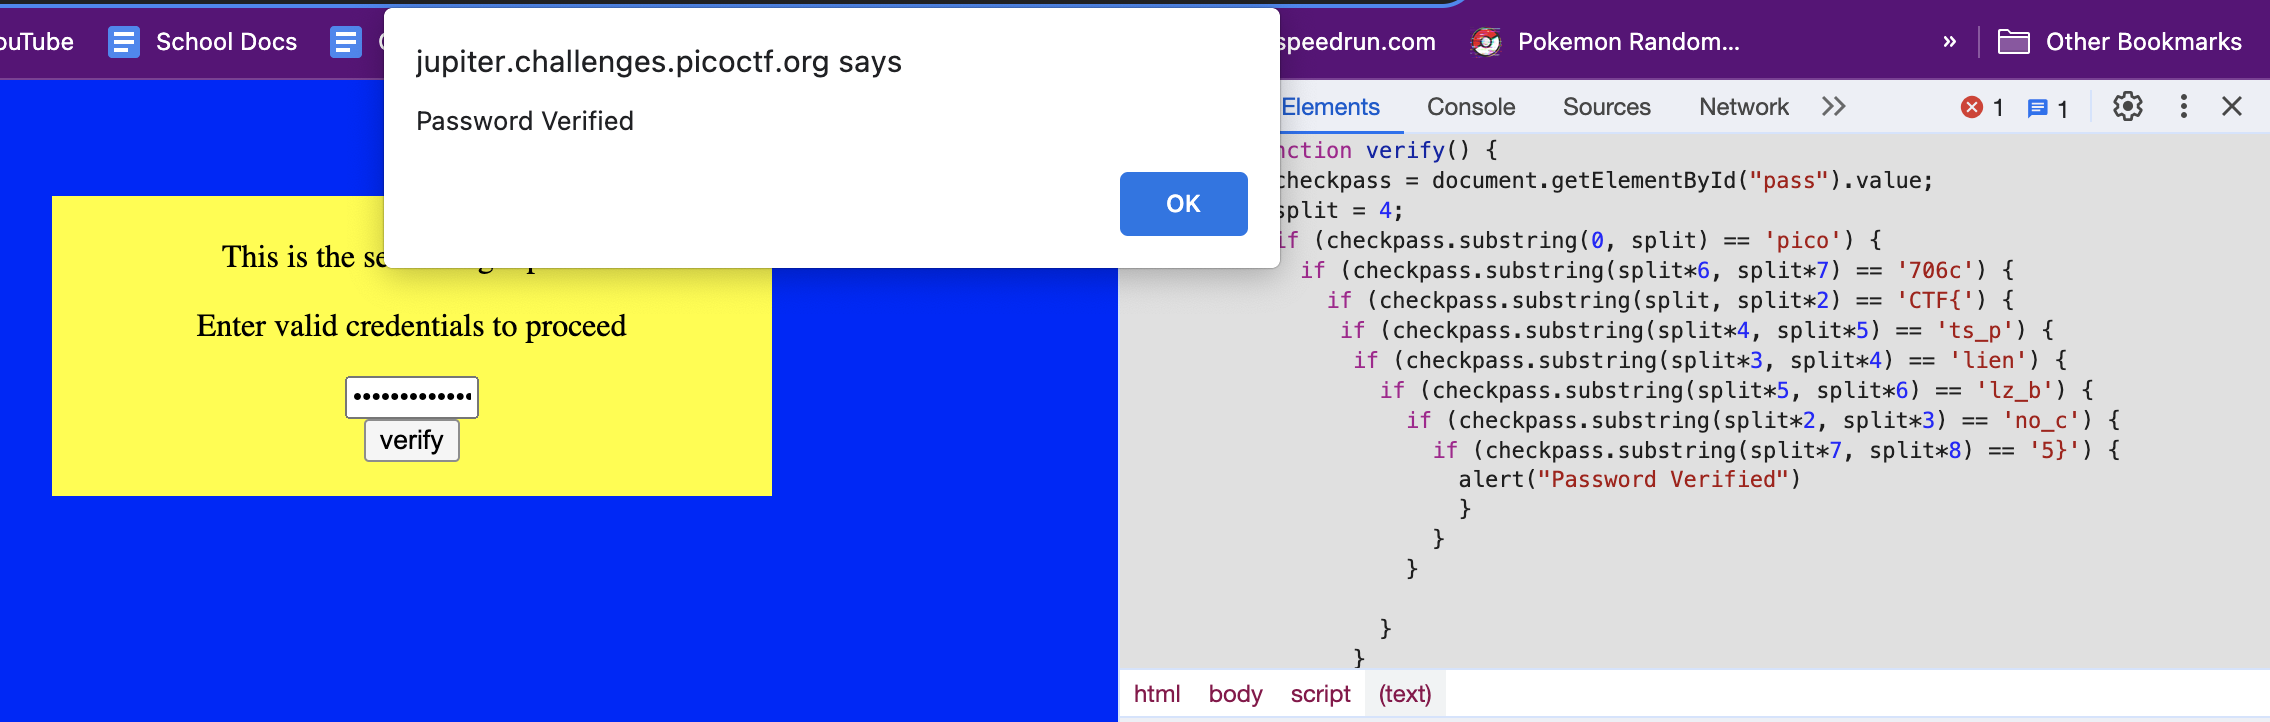 School Docs
speedrun.com
Pokemon Random...
»
Other Bookmarks
jupiter.challenges.picoctf.org says
Password Verified
OK
This is the
Enter valid credentials to proceed
•••••••••••••
verify
Elements Console Sources Network 1 1
verify() {
= document.getElementById("pass").value;
split = 4;
if (checkpass.substring(0, split) == 'pico') {
if (checkpass.substring(split*6, split*7) == '706c') {
if (checkpass.substring(split, split*2) == 'CTF{') {
if (checkpass.substring(split*4, split*5) == 'ts_p') {
if (checkpass.substring(split*3, split*4) == 'lien') {
if (checkpass.substring(split*5, split*6) == 'lz_b') {
if (checkpass.substring(split*2, split*3) == 'no_c') {
if (checkpass.substring(split*7, split*8) == '5}') {
alert("Password Verified")
}
}
}
}
}
html body script (text)